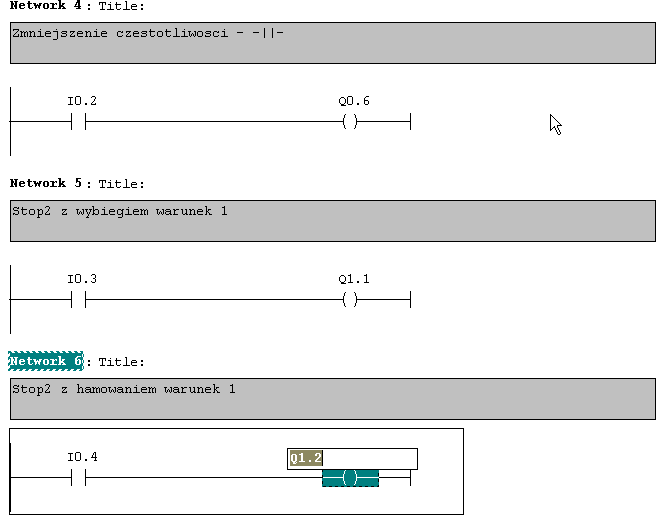 Network 4 : Title:
Zmniejszenie czestotliwosci - -||-
I0.2 Q0.6
Network 5 : Title:
Stop2 z wybiegiem warunek 1
I0.3 Q1.1
Network 6 : Title:
Stop2 z hamowaniem warunek 1
I0.4 Q1.2